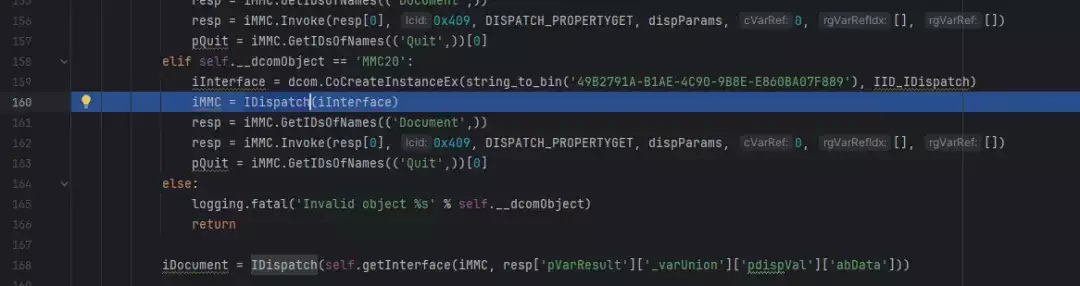 155 resp = iMMC.GetIDsOfNames(('Document',))
156 resp = iMMC.Invoke(resp[0], lcid: 0x409, DISPATCH_PROPERTYGET, dispParams, cVarRef: 0, rgVarRefIdx: [], rgVarRef: [])
157 pQuit = iMMC.GetIDsOfNames(('Quit',))[0]
158 elif self.__dcomObject == 'MMC20':
159 iInterface = dcom.CoCreateInstanceEx(string_to_bin('49B2791A-B1AE-4C90-9B8E-E860BA07F889'), IID_IDispatch)
160 iMMC = IDispatch(iInterface)
161 resp = iMMC.GetIDsOfNames(('Document',))
162 resp = iMMC.Invoke(resp[0], lcid: 0x409, DISPATCH_PROPERTYGET, dispParams, cVarRef: 0, rgVarRefIdx: [], rgVarRef: [])
163 pQuit = iMMC.GetIDsOfNames(('Quit',))[0]
164 else:
165 logging.fatal('Invalid object %s' % self.__dcomObject)
166 return
167
168 iDocument = IDispatch(self.getInterface(iMMC, resp['pVarResult']['_varUnion']['pdispVal']['abData']))